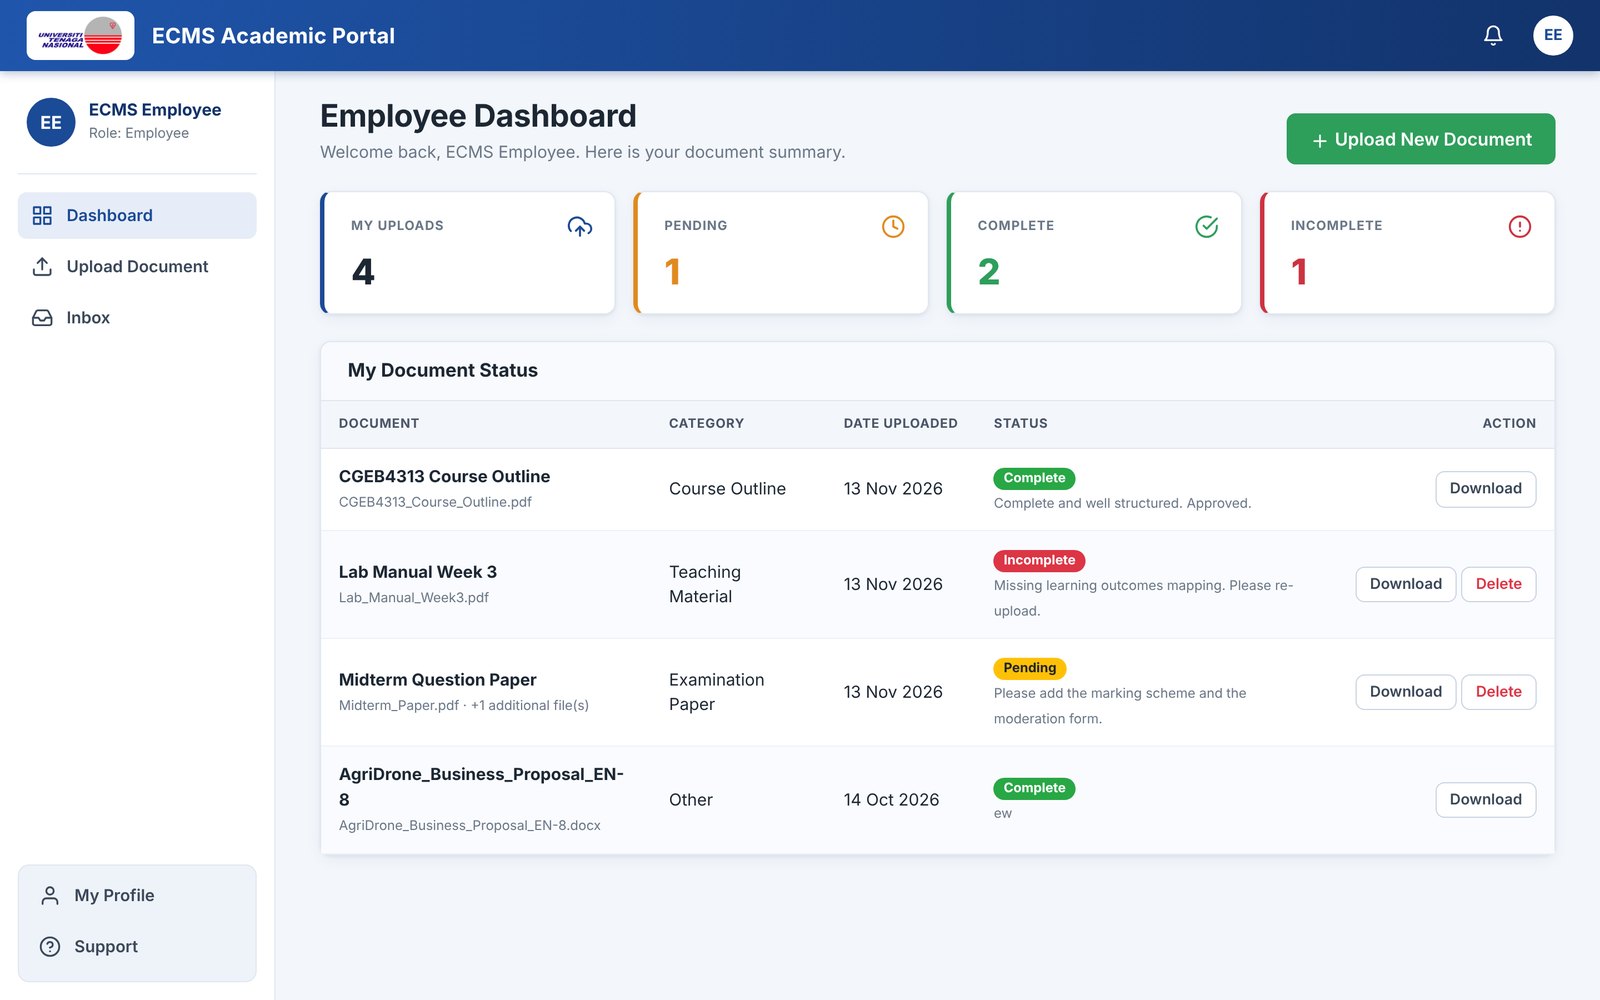 UNIVERSITI
TENAGA
NASIONAL
ECMS Academic Portal
EE
EE
ECMS Employee
Role: Employee
Dashboard
Upload Document
Inbox
My Profile
Support
Employee Dashboard
Welcome back, ECMS Employee. Here is your document summary.
+ Upload New Document
MY UPLOADS
4
PENDING
1
COMPLETE
2
INCOMPLETE
1
My Document Status
DOCUMENT CATEGORY DATE UPLOADED STATUS ACTION
CGEB4313 Course Outline
CGEB4313_Course_Outline.pdf
Course Outline
13 Nov 2026
Complete
Complete and well structured. Approved.
Download
Lab Manual Week 3
Lab_Manual_Week3.pdf
Teaching
Material
13 Nov 2026
Incomplete
Missing learning outcomes mapping. Please re-
upload.
Download Delete
Midterm Question Paper
Midterm_Paper.pdf · +1 additional file(s)
Examination
Paper
13 Nov 2026
Pending
Please add the marking scheme and the
moderation form.
Download Delete
AgriDrone_Business_Proposal_EN-
8
AgriDrone_Business_Proposal_EN-8.docx
Other
14 Oct 2026
Complete
ew
Download